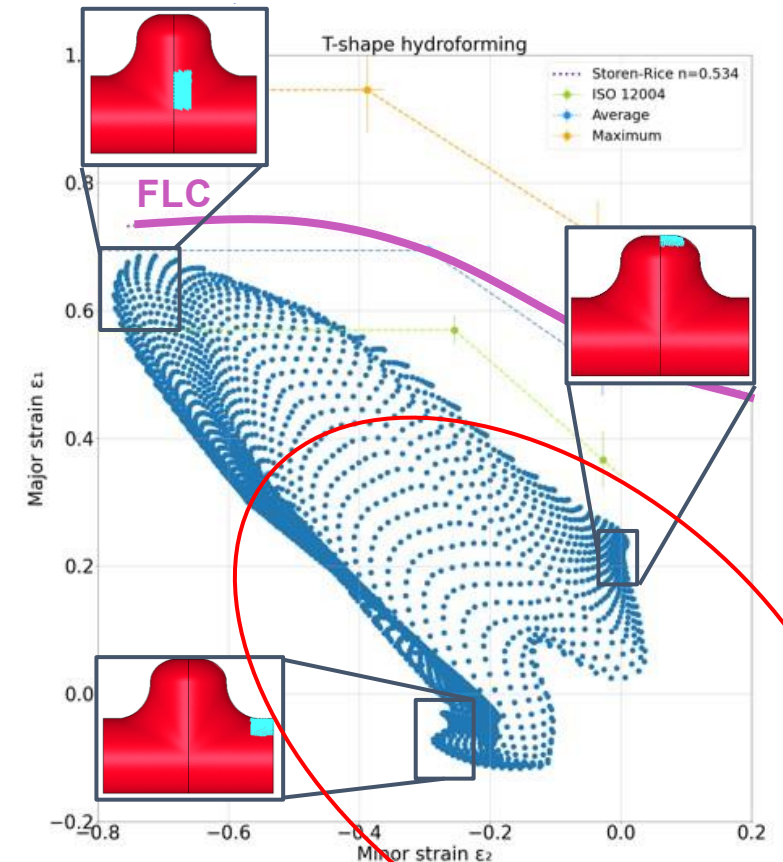 T-shape hydroforming
1.
Storen-Rice n=0.534
ISO 12004
Average
Maximum
0.8
FLC
0.6
0.4
0.2
0.0
−0.2
Major strain ε₁
−0.8
−0.6
−0.4
−0.2
0.0
0.2
Minor strain ε₂